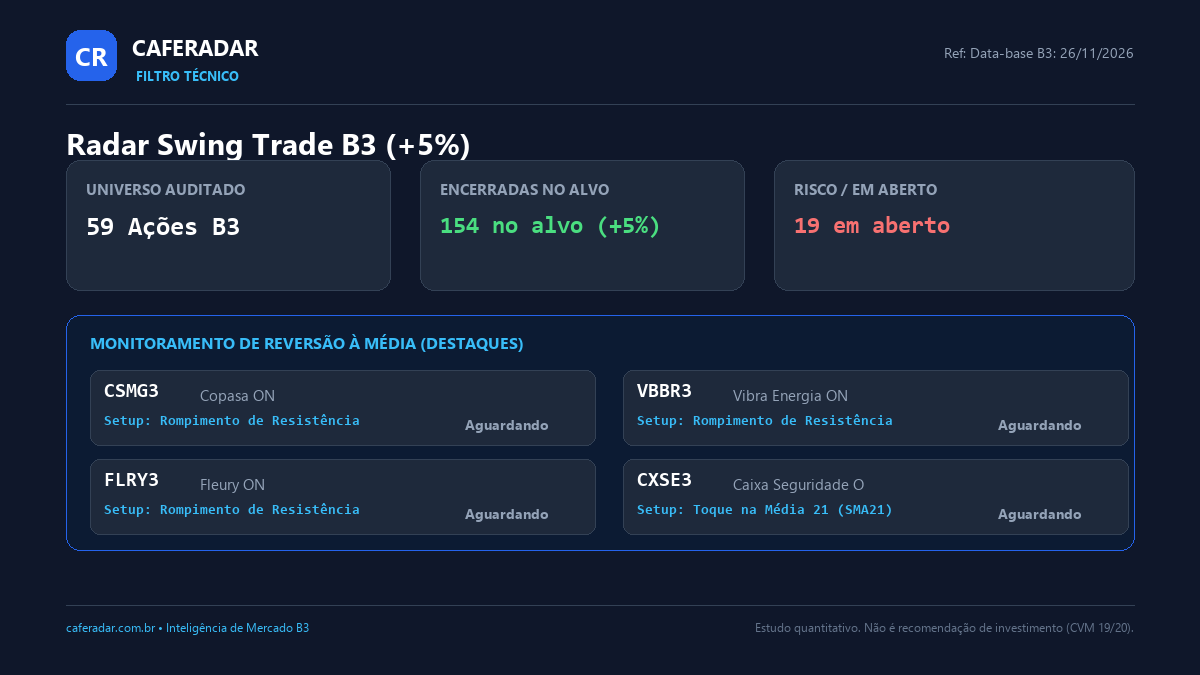 CR
CAFERADAR
FILTRO TÉCNICO
Ref: Data-base B3: 26/11/2026
Radar Swing Trade B3 (+5%)
UNIVERSO AUDITADO
59 Ações B3
ENCERRADAS NO ALVO
154 no alvo (+5%)
RISCO / EM ABERTO
19 em aberto
MONITORAMENTO DE REVERSÃO À MÉDIA (DESTAQUES)
CSMG3 Copasa ON
Setup: Rompimento de Resistência
Aguardando
VBBR3 Vibra Energia ON
Setup: Rompimento de Resistência
Aguardando
FLRY3 Fleury ON
Setup: Rompimento de Resistência
Aguardando
CXSE3 Caixa Seguridade O
Setup: Toque na Média 21 (SMA21)
Aguardando
caferadar.com.br • Inteligência de Mercado B3
Estudo quantitativo. Não é recomendação de investimento (CVM 19/20).